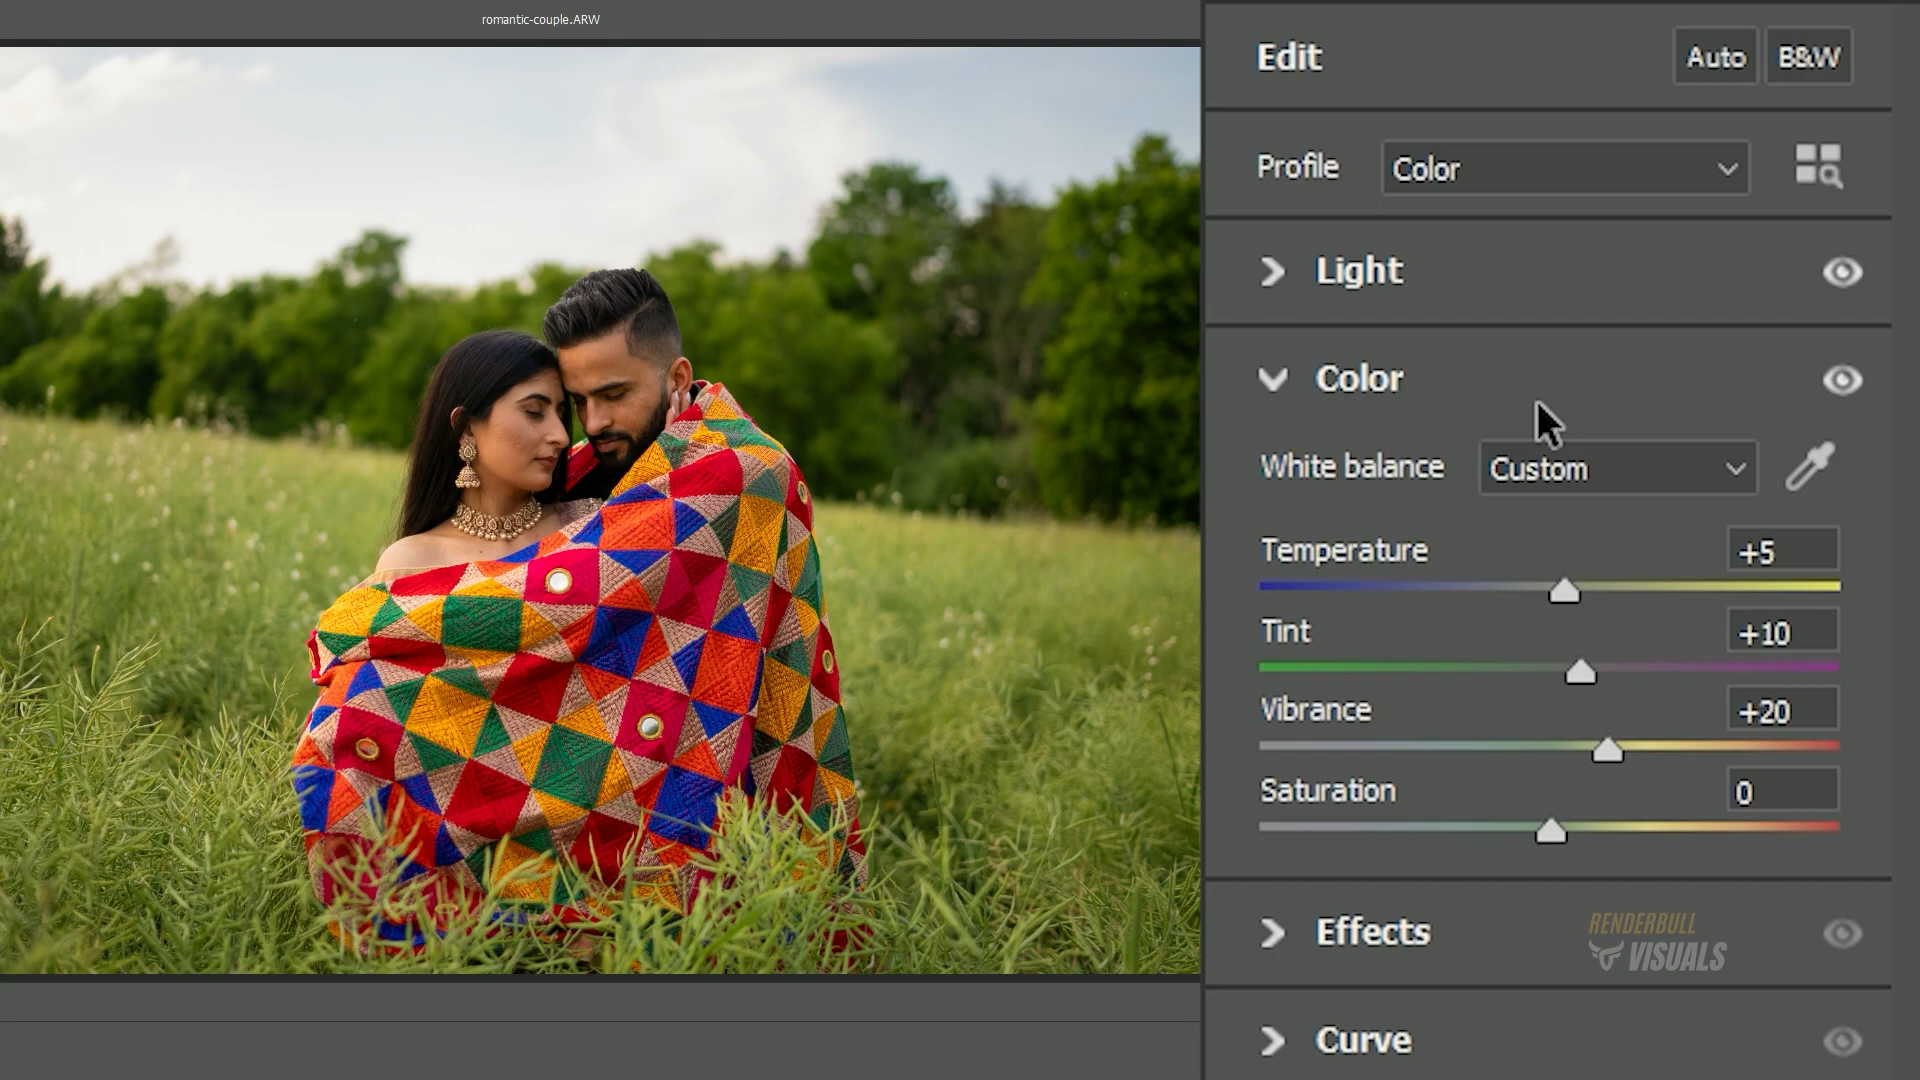 romantic-couple.ARW
Edit
Auto
B&W
Profile
Color
Light
Color
White balance
Custom
Temperature
+5
Tint
+10
Vibrance
+20
Saturation
0
Effects
RENDERBULL
VISUALS
Curve